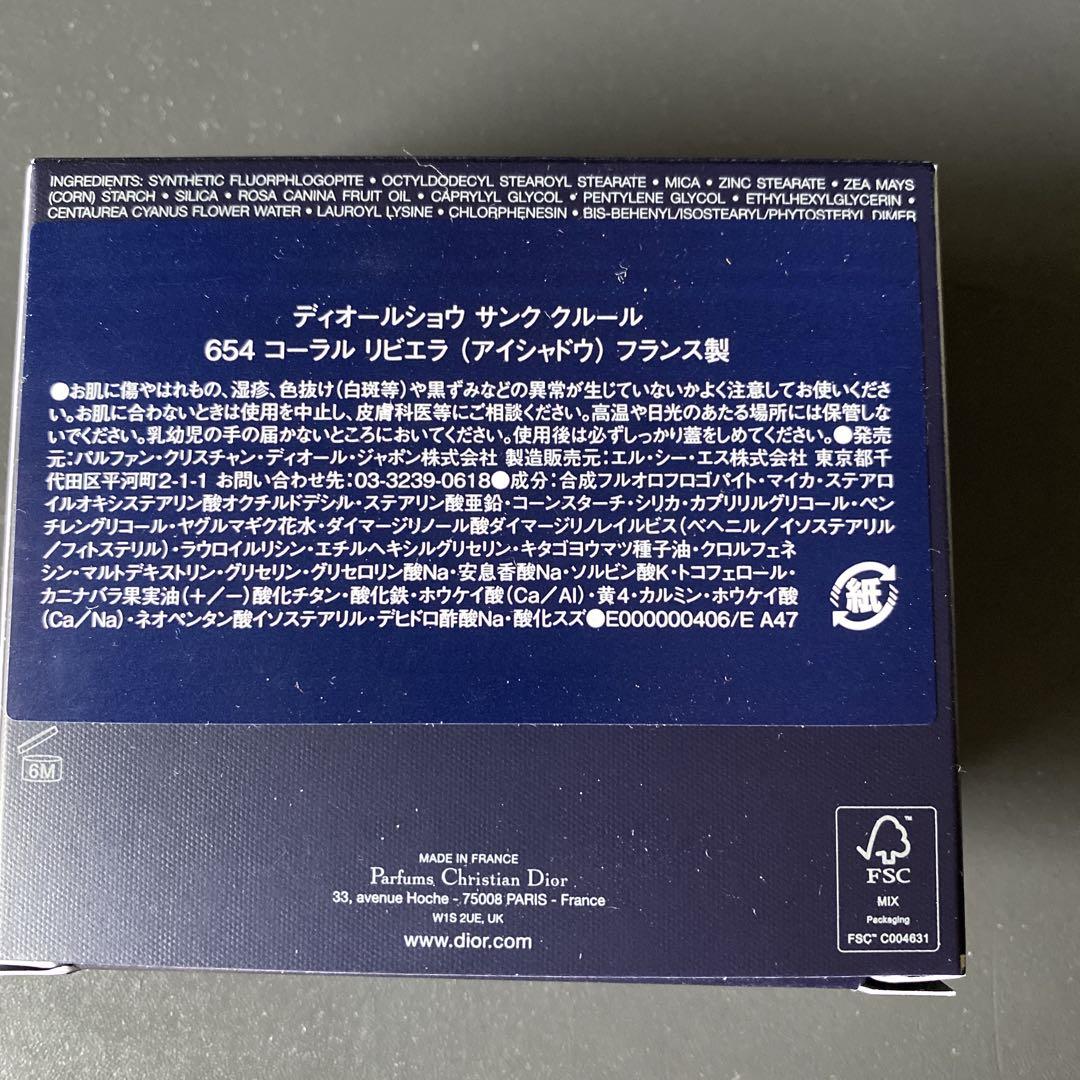 INGREDIENTS: SYNTHETIC FLUORPHLOGOPITE • OCTYLDODECYL STEAROYL STEARATE • MICA • ZINC STEARATE • ZEA MAYS
(CORN) STARCH • SILICA • ROSA CANINA FRUIT OIL • CAPRYLYL GLYCOL • PENTYLENE GLYCOL • ETHYLHEXYLGLYCERIN •
CENTAUREA CYANUS FLOWER WATER • LAUROYL LYSINE • CHLORPHENESIN • BIS-BEHENYL/ISOSTEARYL/PHYTOSTERYL DIMER
ディオールショウ サンク クルール
654 コーラル リビエラ (アイシャドウ) フランス製
●お肌に傷やはれもの、湿疹、色抜け(白斑等)や黒ずみなどの異常が生じていないかよく注意してお使いくださ
い。お肌に合わないときは使用を中止し、皮膚科医等にご相談ください。高温や日光のあたる場所には保管しな
いでください。乳幼児の手の届かないところにおいてください。使用後は必ずしっかり蓋をしめてください。●発売
元:パルファン・クリスチャン・ディオール・ジャポン株式会社 製造販売元:エル・シー・エス株式会社 東京都千
代田区平河町2-1-1 お問い合わせ先:03-3239-0618●成分:合成フルオロフロゴパイト・マイカ・ステアロ
イルオキシステアリン酸オクチルドデシル・ステアリン酸亜鉛・コーンスターチ・シリカ・カプリリルグリコール・ペン
チレングリコール・ヤグルマギク花水・ダイマージリノール酸ダイマージリノレイルビス(ベヘニル/イソステアリル
/フィトステリル)・ラウロイルリシン・エチルヘキシルグリセリン・キタゴヨウマツ種子油・クロルフェネ
シン・マルトデキストリン・グリセリン・グリセロリン酸Na・安息香酸Na・ソルビン酸K・トコフェロール・
カニナバラ果実油(+/-)酸化チタン・酸化鉄・ホウケイ酸(Ca/Al)・黄4・カルミン・ホウケイ酸
(Ca/Na)・ネオペンタン酸イソステアリル・デヒドロ酢酸Na・酸化スズ●E000000406/E A47
紙
6M
MADE IN FRANCE
Parfums Christian Dior
33, avenue Hoche - 75008 PARIS - France
W1S 2UE, UK
www.dior.com
FSC
MIX
Packaging
FSC™ C004631